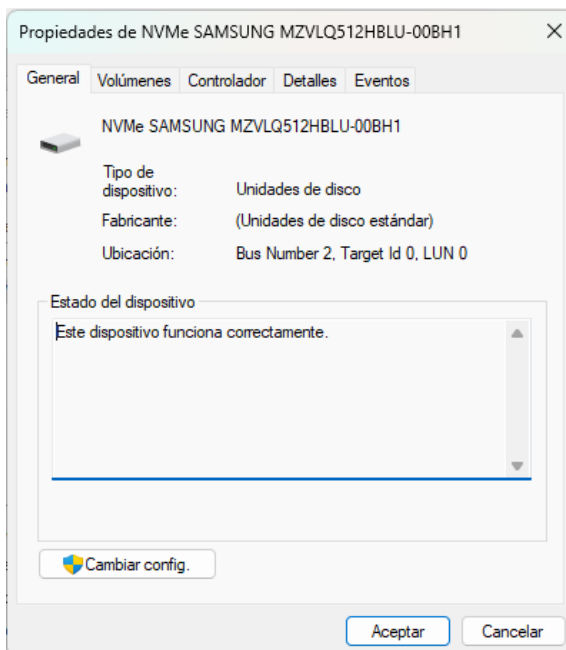 Propiedades de NVMe SAMSUNG MZVLQ512HBLU-00BH1
General Volúmenes Controlador Detalles Eventos
NVMe SAMSUNG MZVLQ512HBLU-00BH1
Tipo de
dispositivo: Unidades de disco
Fabricante: (Unidades de disco estándar)
Ubicación: Bus Number 2, Target Id 0, LUN 0
Estado del dispositivo
Este dispositivo funciona correctamente.
Cambiar config.
Aceptar Cancelar